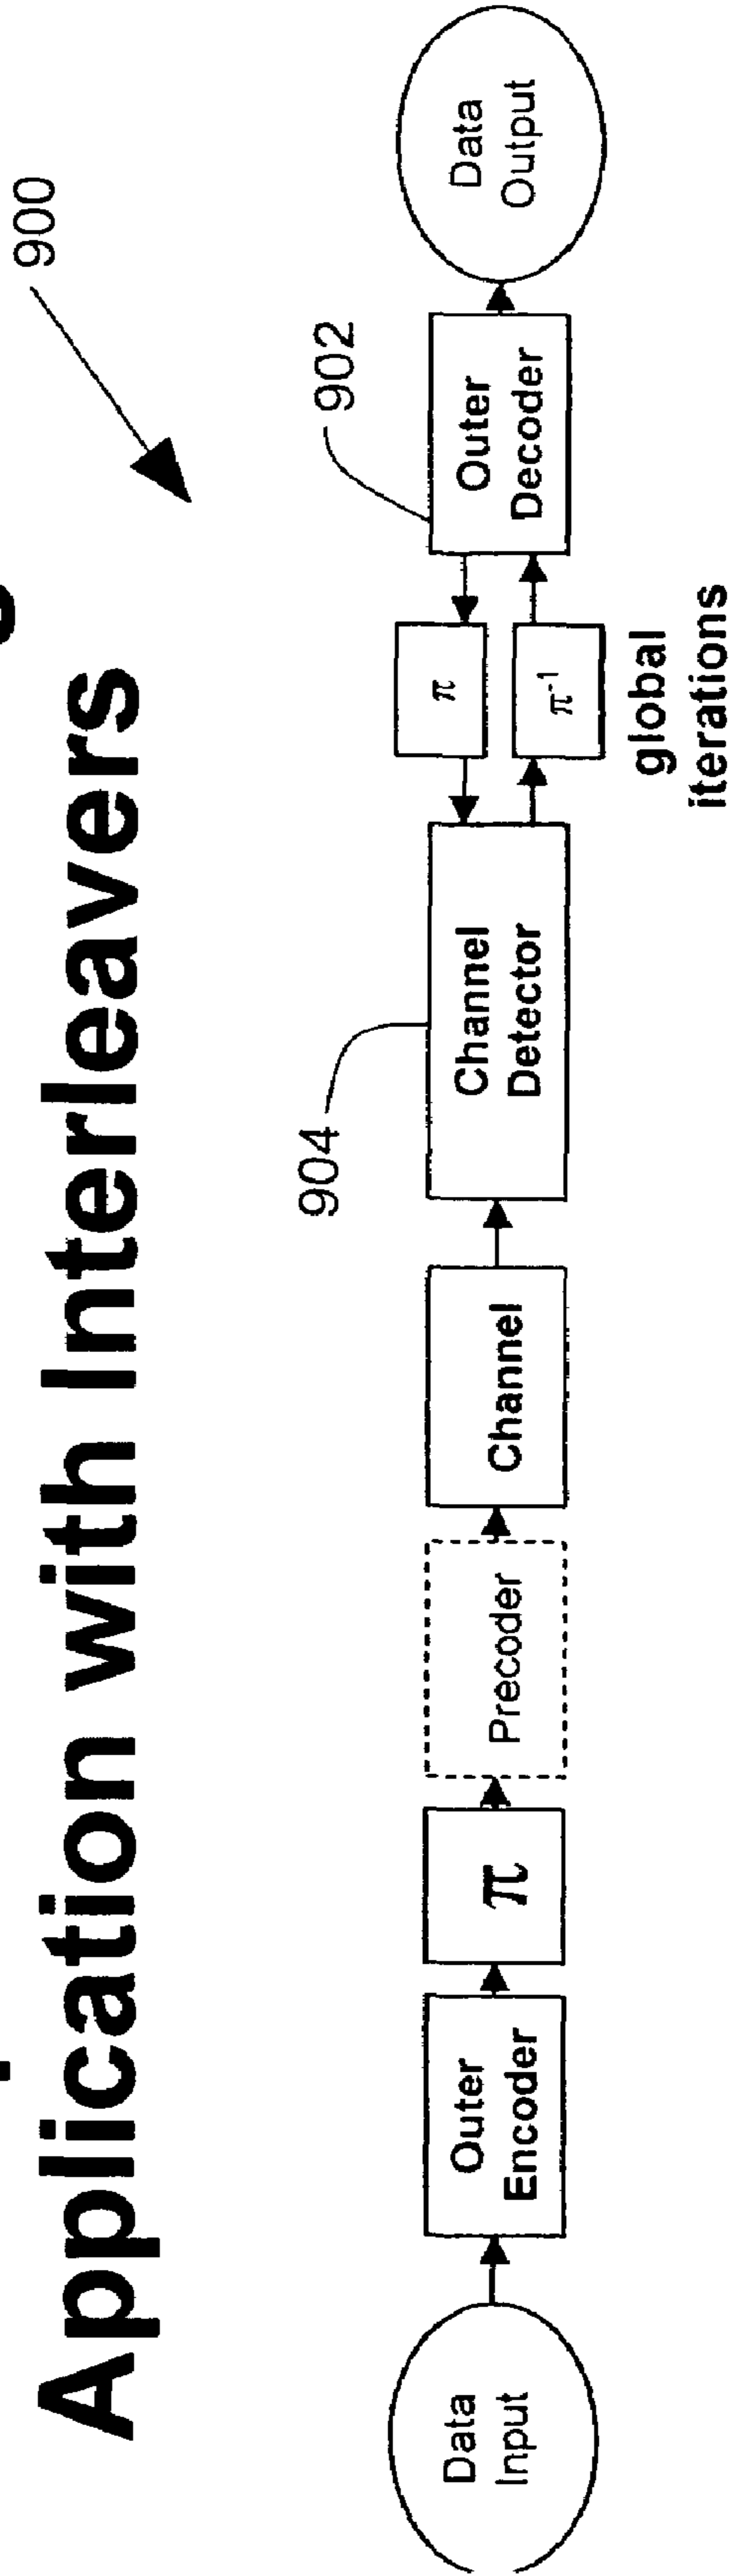 Application with Interleavers
900
Data
Input
Outer
Encoder
π
Precoder
Channel
904
Channel
Detector
π
π-1
global
iterations
902
Outer
Decoder
Data
Output